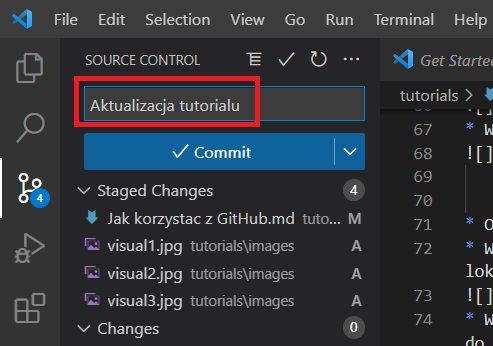 File Edit Selection View Go Run Terminal Help
SOURCE CONTROL
Get Started
Aktualizacja tutorialu
tutorials >
Commit
67 * W
68 ![]
Staged Changes 4
69
Jak korzystac z GitHub.md tuto... M
70
visual1.jpg tutorials\images A
71 * O
visual2.jpg tutorials\images A
72 * W
lok
visual3.jpg tutorials\images A
73 ![]
Changes 0
74 * W
do
4